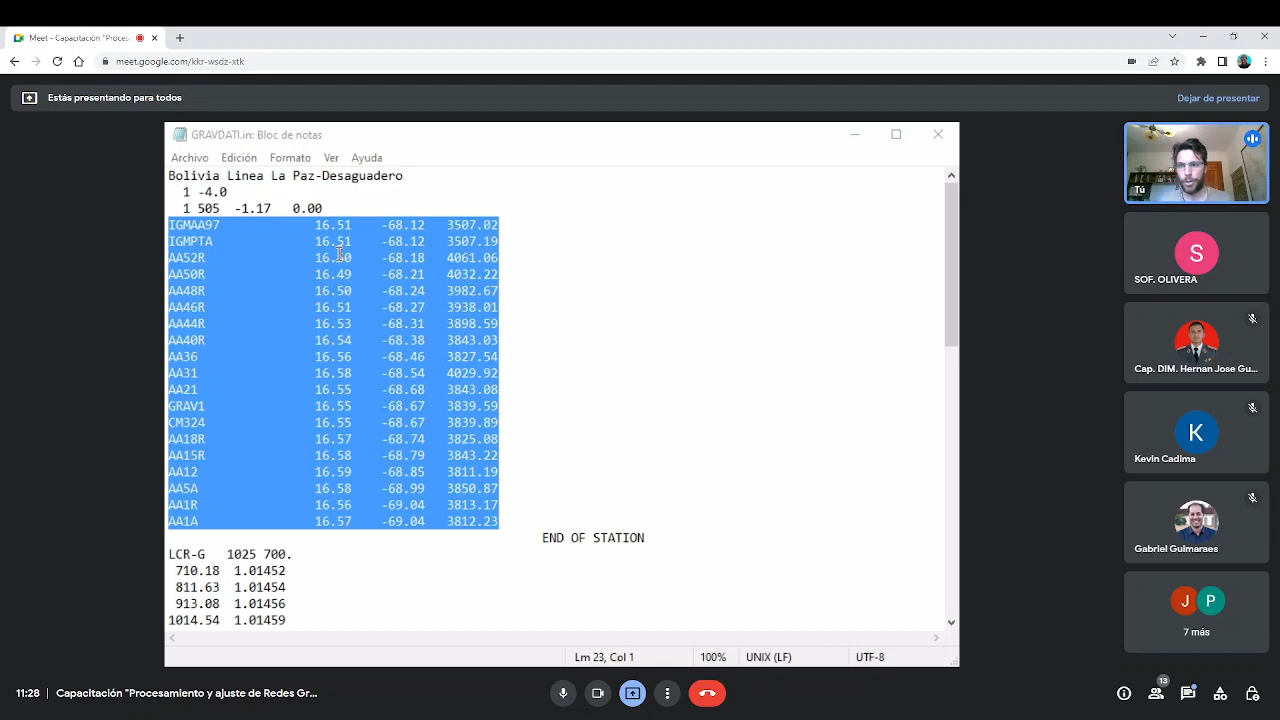 Meet - Capacitación "Proces
meet.google.com/kkr-wsdz-xtk
Estás presentando para todos
Dejar de presentar
GRAVDATI.in: Bloc de notas
Archivo Edición Formato Ver Ayuda
Bolivia Linea La Paz-Desaguadero
1 -4.0
1 505 -1.17 0.00
IGMAA97 16.51 -68.12 3507.02
IGMPTA 16.51 -68.12 3507.19
AA52R 16.50 -68.18 4061.06
AA50R 16.49 -68.21 4032.22
AA48R 16.50 -68.24 3982.67
AA46R 16.51 -68.27 3938.01
AA44R 16.53 -68.31 3898.59
AA40R 16.54 -68.38 3843.03
AA36 16.56 -68.46 3827.54
AA31 16.58 -68.54 4029.92
AA21 16.55 -68.68 3843.08
GRAV1 16.55 -68.67 3839.59
CM324 16.55 -68.67 3839.89
AA18R 16.57 -68.74 3825.08
AA15R 16.58 -68.79 3843.22
AA12 16.59 -68.85 3811.19
AA5A 16.58 -68.99 3850.87
AA1R 16.56 -69.04 3813.17
AA1A 16.57 -69.04 3812.23
END OF STATION
LCR-G 1025 700.
710.18 1.01452
811.63 1.01454
913.08 1.01456
1014.54 1.01459
Lm 23, Col 1 100% UNIX (LF) UTF-8
Tú
S
SOF. OLIVERA
Cap. DIM. Hernan Jose Gu...
K
Kevin Cadima
Gabriel Guimaraes
J P
7 más
11:28 Capacitación "Procesamiento y ajuste de Redes Gr...
13